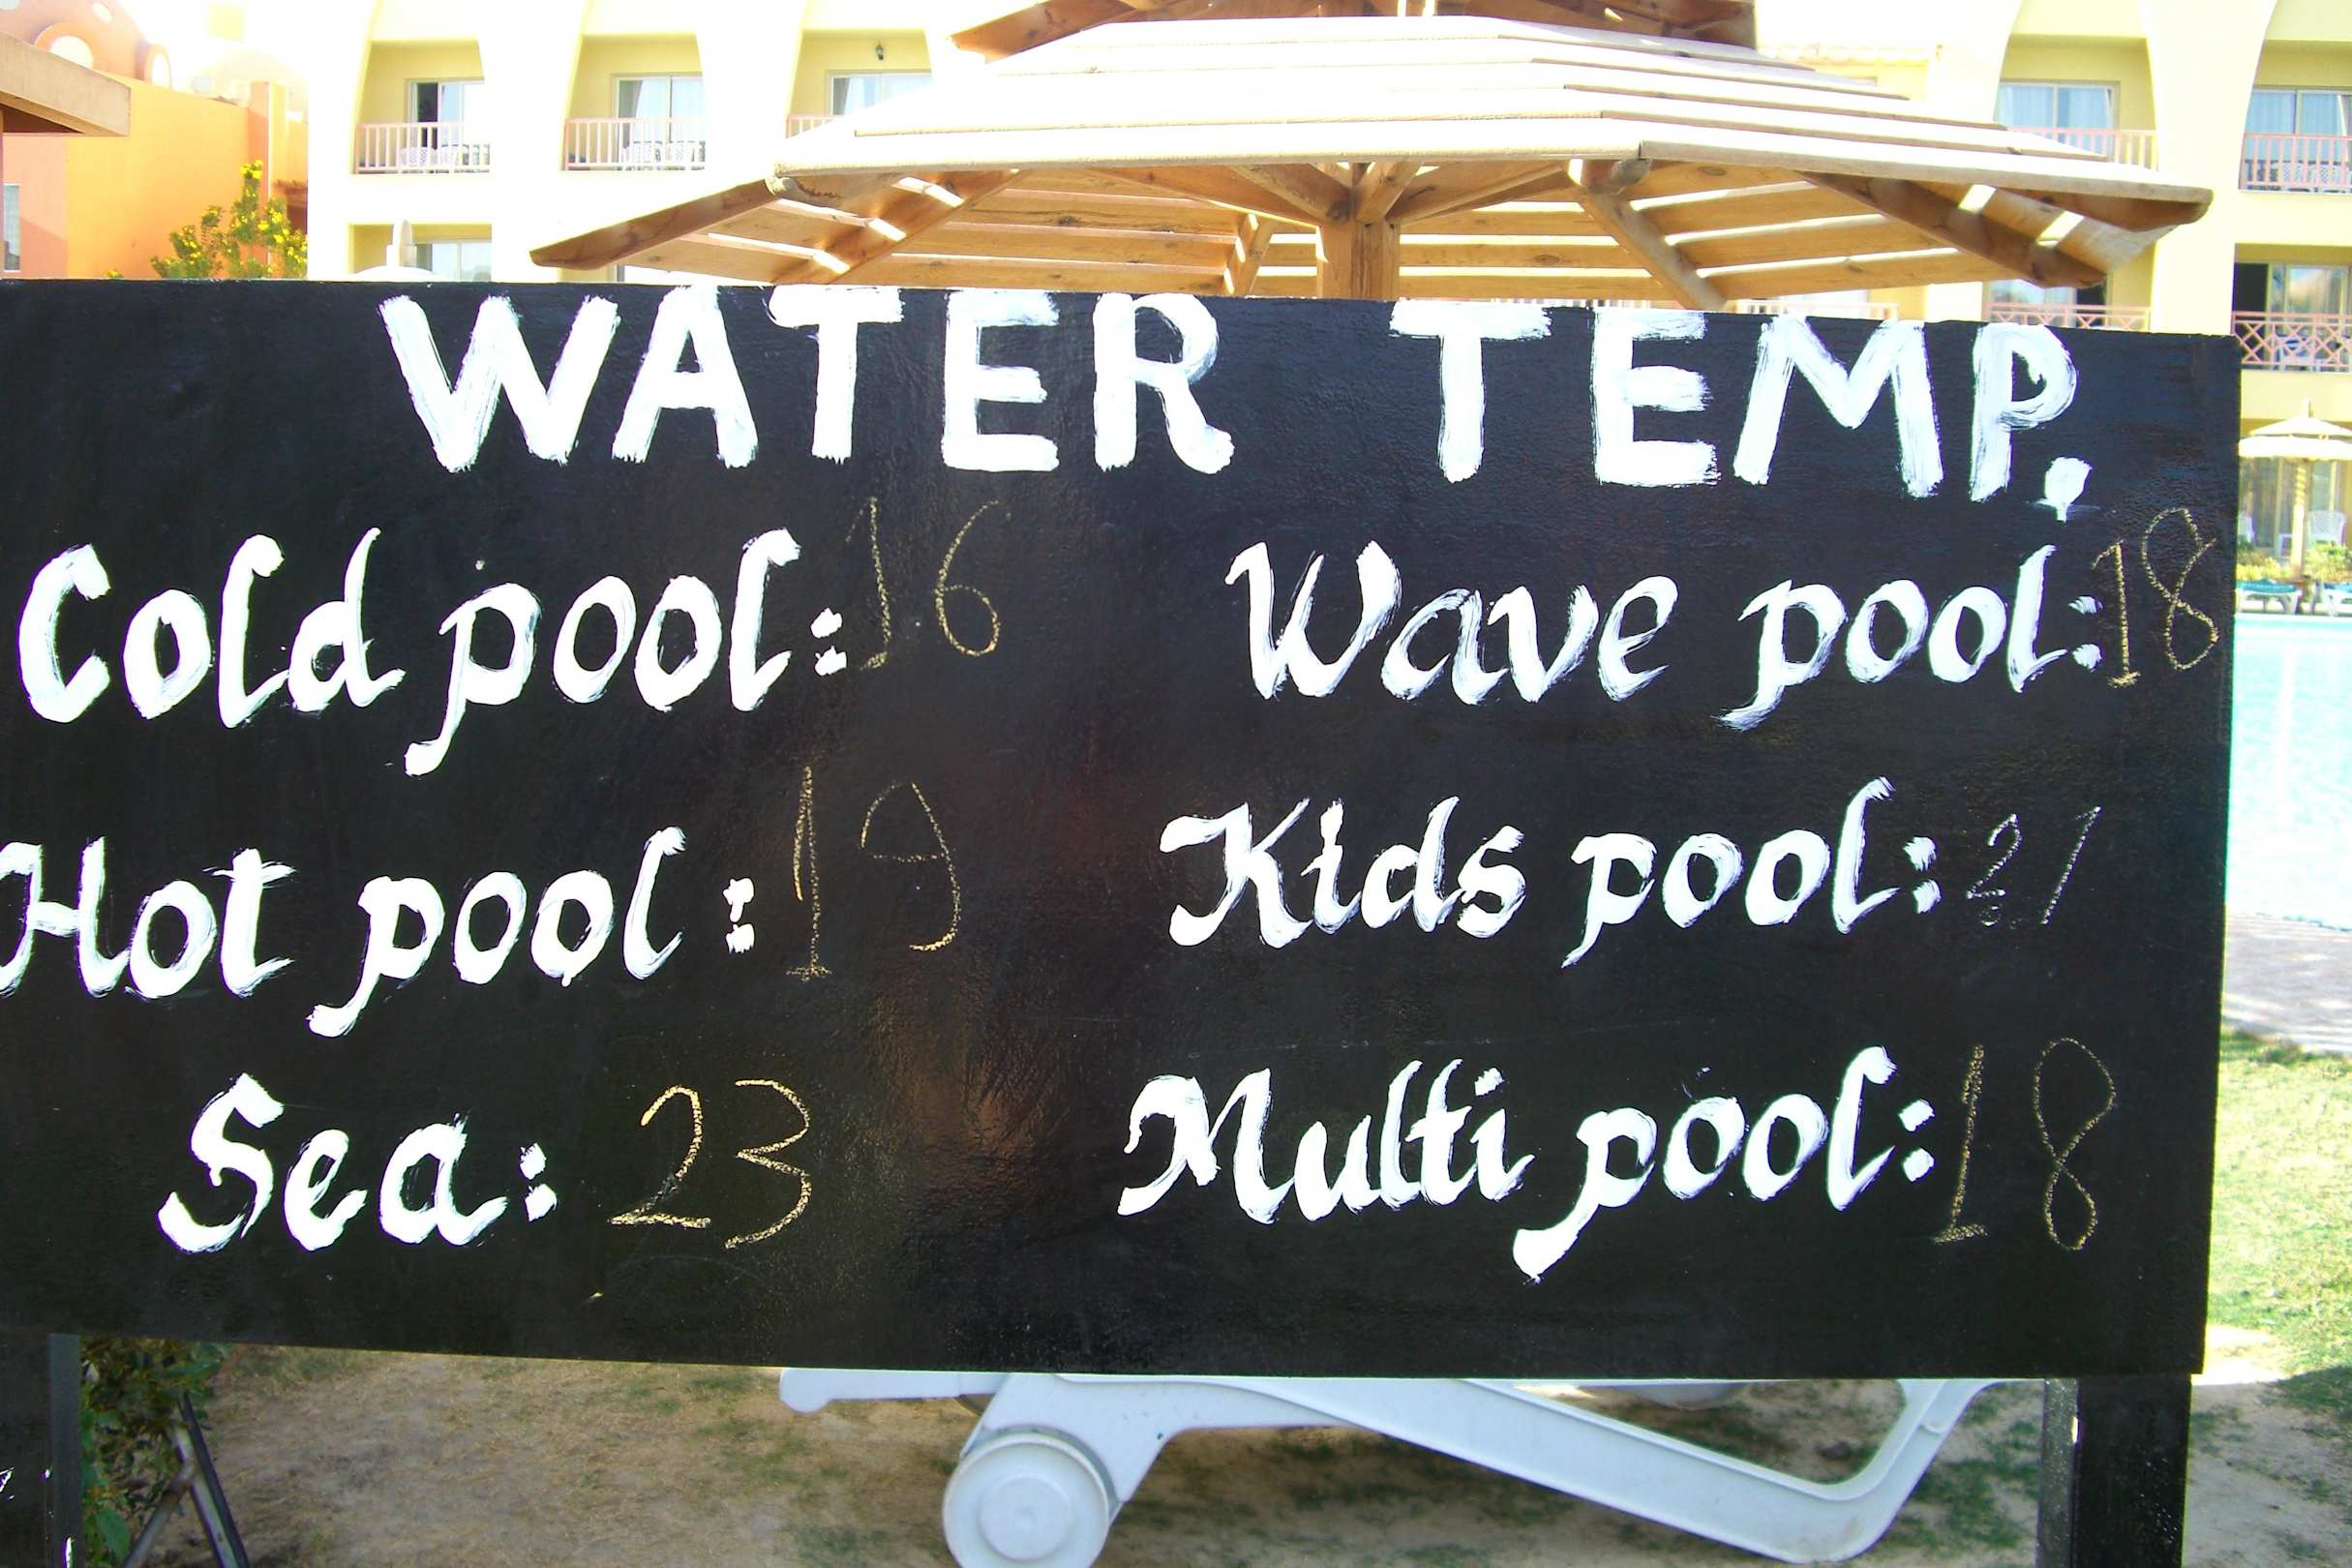 WATER TEMP.
Cold pool: 16 Wave pool: 18
Hot pool: 19 Kids pool: 21
Sea: 23 Multi pool: 18